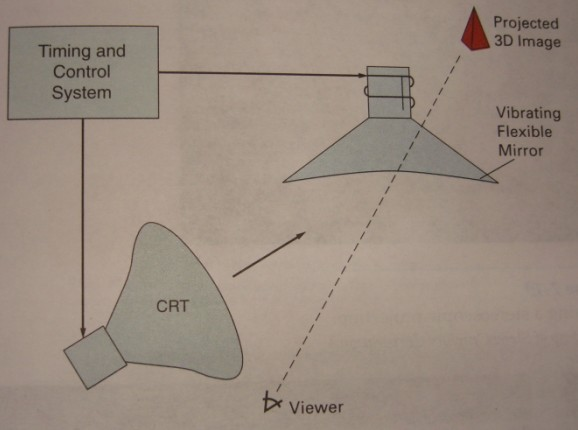 Timing and
Control
System
Projected
3D Image
Vibrating
Flexible
Mirror
CRT
Viewer